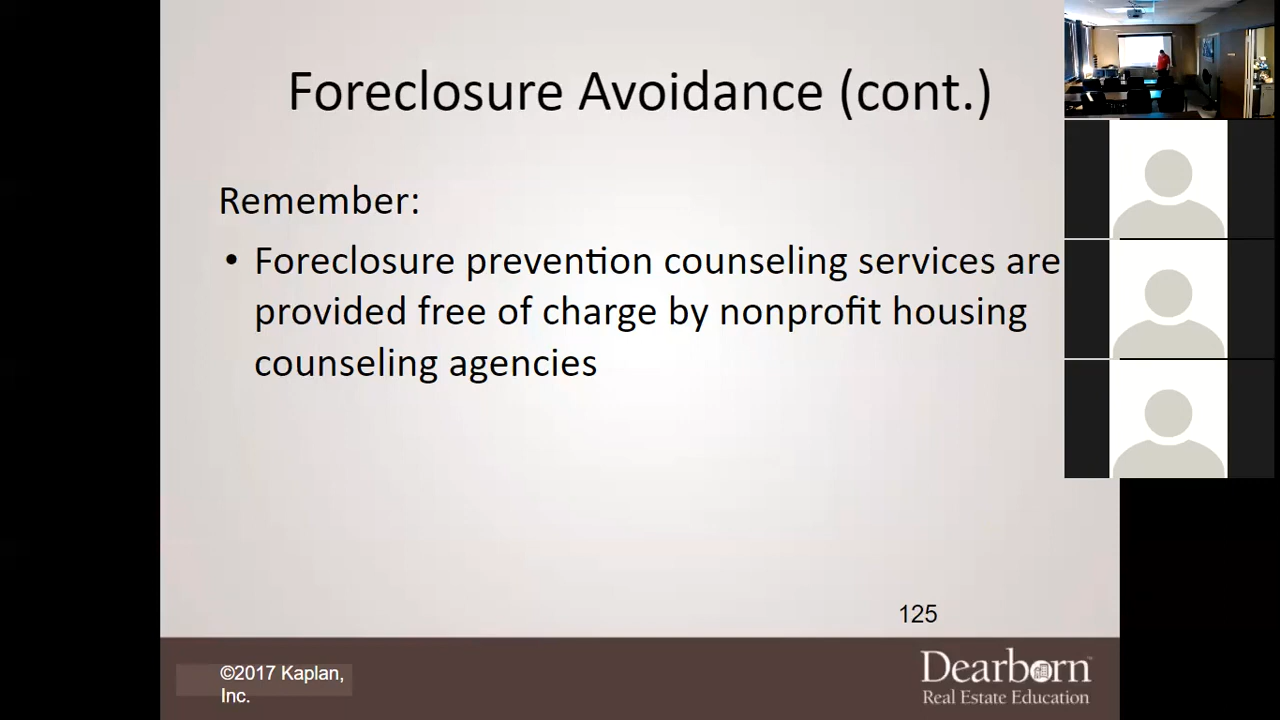 Foreclosure Avoidance (cont.)
Remember:
• Foreclosure prevention counseling services are
provided free of charge by nonprofit housing
counseling agencies
125
©2017 Kaplan,
Inc.
Dearborn™
Real Estate Education